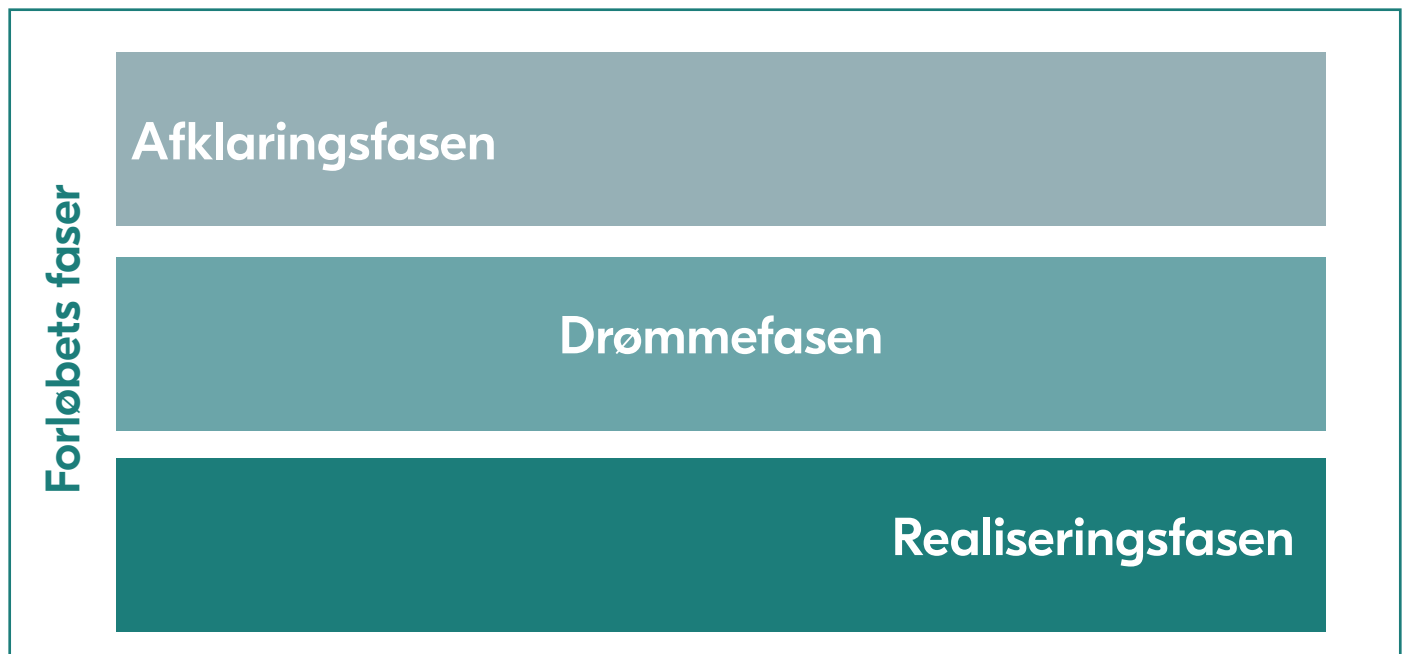 Forløbets faser
Afklaringsfasen
Drømmefasen
Realiseringsfasen